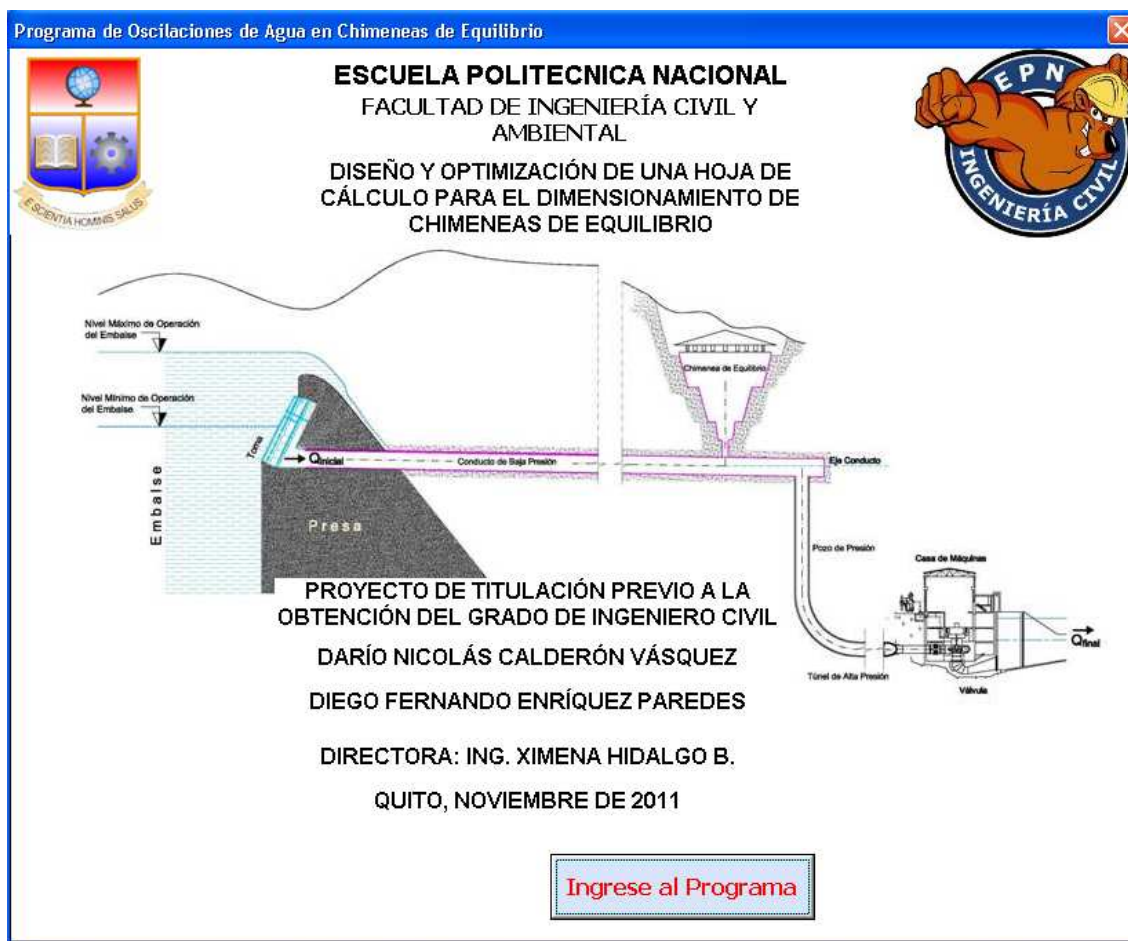 Programa de Oscilaciones de Agua en Chimeneas de Equilibrio
ESCUELA POLITECNICA NACIONAL
FACULTAD DE INGENIERÍA CIVIL Y
AMBIENTAL
DISEÑO Y OPTIMIZACIÓN DE UNA HOJA DE
CÁLCULO PARA EL DIMENSIONAMIENTO DE
CHIMENEAS DE EQUILIBRIO
E SCIENTIA HOMINIS SALUS
EPN
INGENIERÍA CIVIL
Nivel Máximo de Operación
del Embalse
Nivel Mínimo de Operación
del Embalse
Toma
Qinicial
Conducto de Baja Presión
Chimenea de Equilibrio
Eje Conducto
Embalse
Presa
Pozo de Presión
Casa de Máquinas
Qfinal
Túnel de Alta Presión
Válvula
PROYECTO DE TITULACIÓN PREVIO A LA
OBTENCIÓN DEL GRADO DE INGENIERO CIVIL
DARÍO NICOLÁS CALDERÓN VÁSQUEZ
DIEGO FERNANDO ENRÍQUEZ PAREDES
DIRECTORA: ING. XIMENA HIDALGO B.
QUITO, NOVIEMBRE DE 2011
Ingrese al Programa